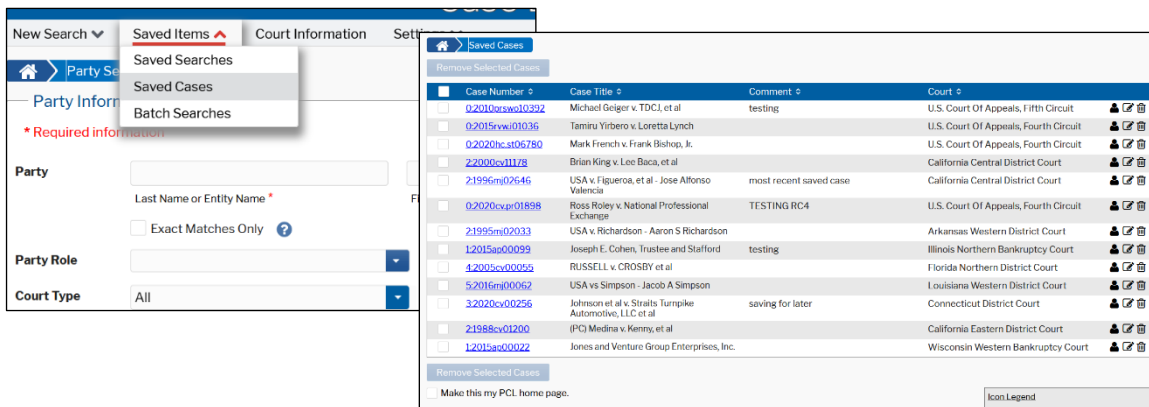 New Search Saved Items Court Information
Saved Searches
Saved Cases
Batch Searches
Party Se
Party Inforn
* Required information
Party
Last Name or Entity Name *
Exact Matches Only
Party Role
Court Type All
Saved Cases
Remove Selected Cases
Case Number Case Title Comment Court
0:2010prswo10392 Michael Geiger v. TDCJ, et al testing U.S. Court Of Appeals, Fifth Circuit
0:2015rvw.i01036 Tamiru Yirbero v. Loretta Lynch U.S. Court Of Appeals, Fourth Circuit
0:2020hc.st06780 Mark French v. Frank Bishop, Jr. U.S. Court Of Appeals, Fourth Circuit
2:2000cv11178 Brian King v. Lee Baca, et al California Central District Court
2:1996mj02646 USA v. Figueroa, et al - Jose Alfonso most recent saved case California Central District Court
Valencia
0:2020cv.pr01898 Ross Roley v. National Professional TESTING RC4 U.S. Court Of Appeals, Fourth Circuit
Exchange
2:1995mj02033 USA v. Richardson - Aaron S Richardson Arkansas Western District Court
1:2015ap00099 Joseph E. Cohen, Trustee and Stafford testing Illinois Northern Bankruptcy Court
4:2005cv00055 RUSSELL v. CROSBY et al Florida Northern District Court
5:2016mj00062 USA vs Simpson - Jacob A Simpson Louisiana Western District Court
3:2020cv00256 Johnson et al v. Straits Turnpike saving for later Connecticut District Court
Automotive, LLC et al
2:1988cv01200 (PC) Medina v. Kenny, et al California Eastern District Court
1:2015ap00022 Jones and Venture Group Enterprises, Inc. Wisconsin Western Bankruptcy Court
Remove Selected Cases
Make this my PCL home page.
Icon Legend